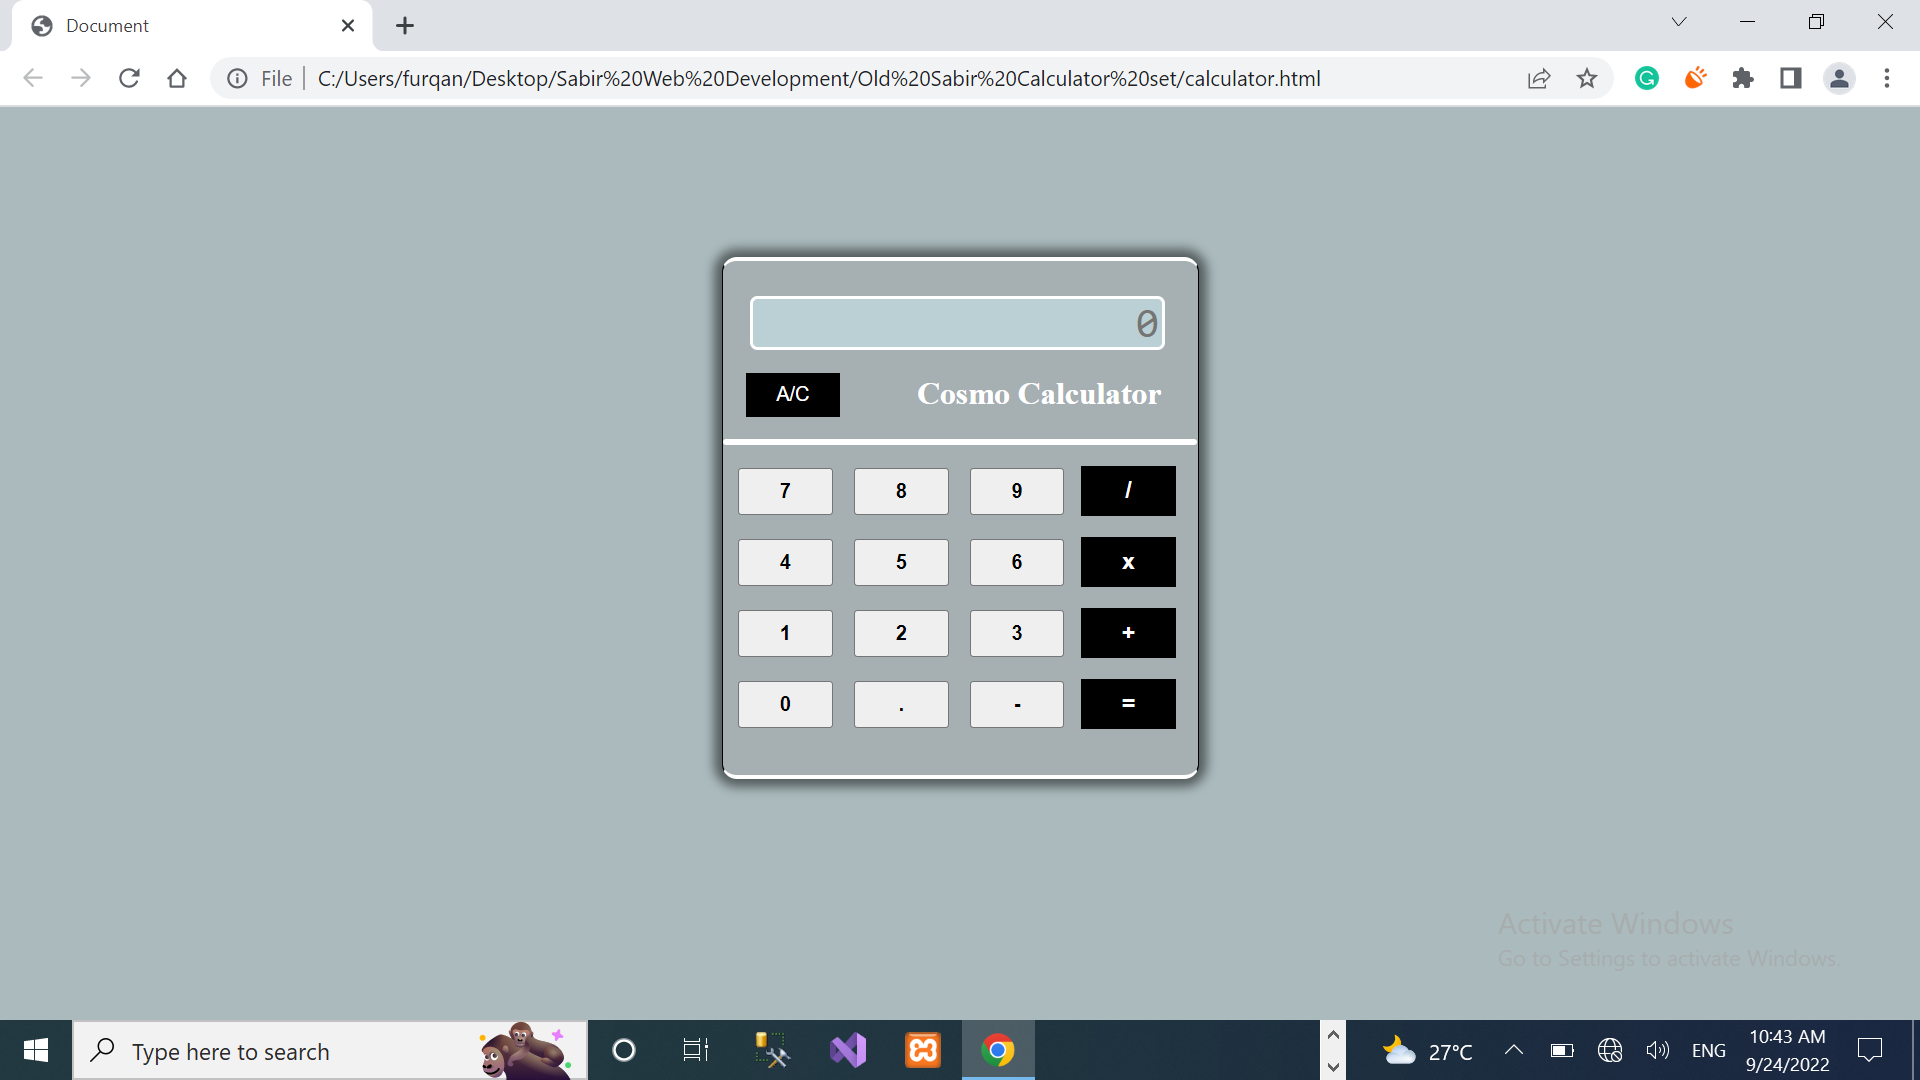 Document
File
C:/Users/furqan/Desktop/Sabir%20Web%20Development/Old%20Sabir%20Calculator%20set/calculator.html
0
A/C Cosmo Calculator
7 8 9 /
4 5 6 x
1 2 3 +
0 . - =
Activate Windows
Go to Settings to activate Windows.
Type here to search
27°C
ENG
10:43 AM
9/24/2022